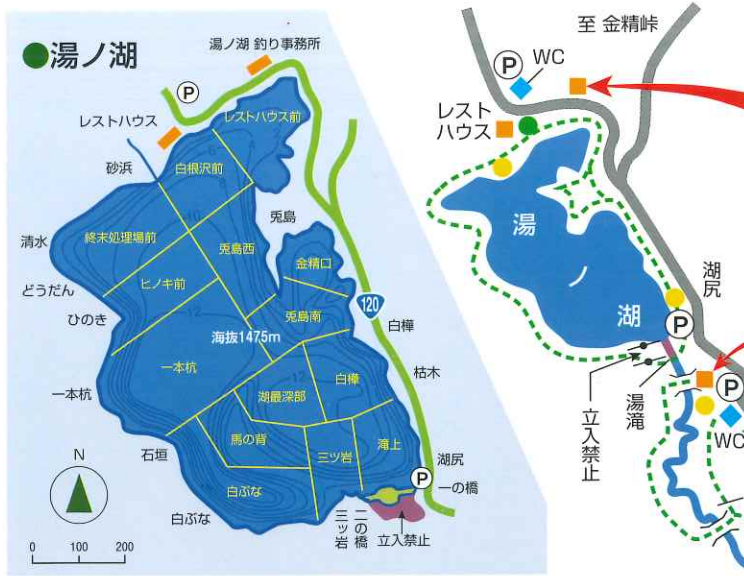 湯ノ湖
湯ノ湖 釣り事務所
P
レストハウス
レストハウス前
砂浜
白根沢前
兎島
清水
終末処理場前
兎島西
金精口
どうだん
ヒノキ前
兎島南
120
ひのき
海抜1475m
白樺
一本杭
枯木
一本杭
湖最深部
白樺
石垣
馬の背
三ツ岩
滝上
湖尻
P
白ぶな
白ぶな
一の橋
三ッ岩
二の橋
立入禁止
N
0 100 200
至 金精峠
P
WC
レスト
ハウス
湯
ノ
湖
湖尻
P
立入禁止
湯滝
P
WC